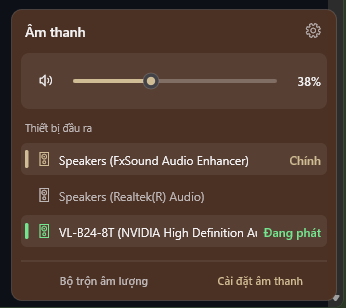 Âm thanh
38%
Thiết bị đầu ra
Speakers (FxSound Audio Enhancer) Chính
Speakers (Realtek(R) Audio)
VL-B24-8T (NVIDIA High Definition Au Đang phát
Bộ trộn âm lượng Cài đặt âm thanh